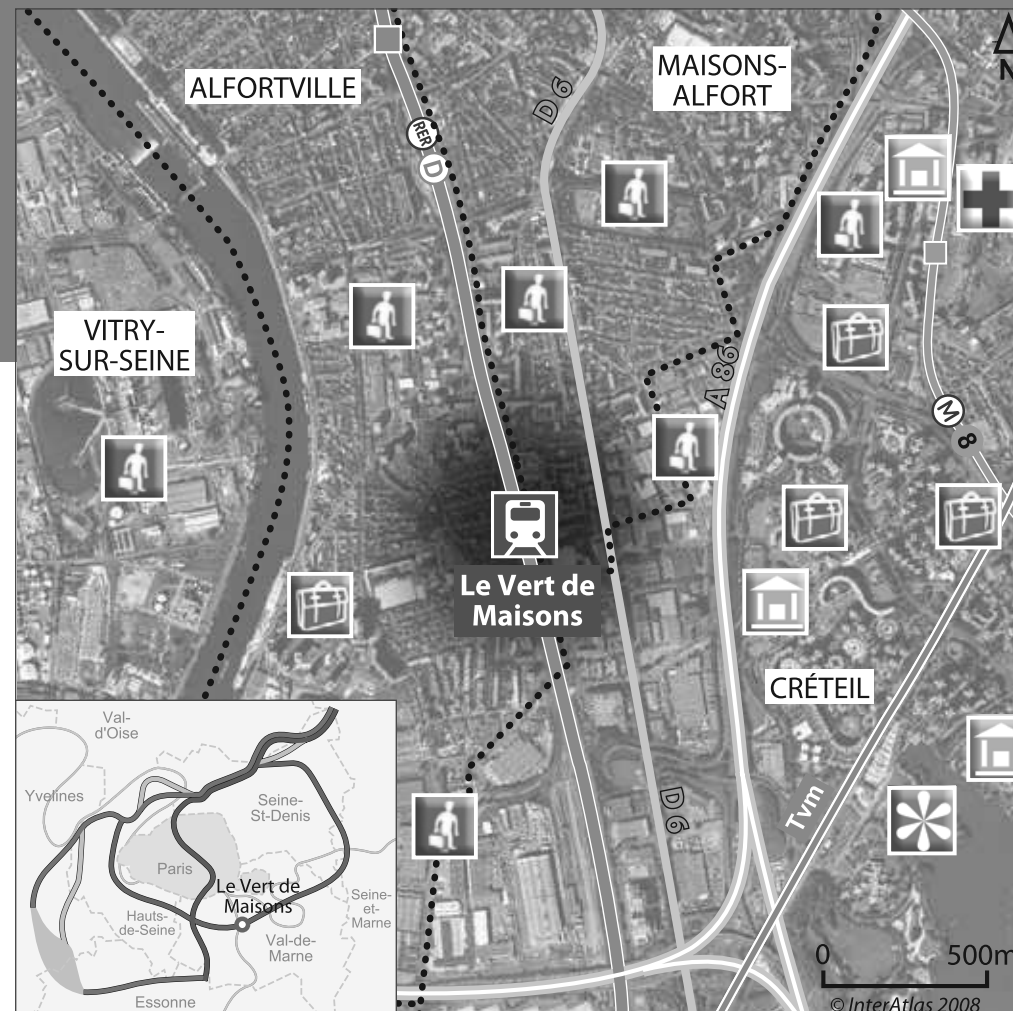 ALFORTVILLE
MAISONS-
ALFORT
N
D 6
RER
D
VITRY-
SUR-SEINE
A 86
M
8
Le Vert de
Maisons
CRÉTEIL
Tvm
D 6
0
500m
© InterAtlas 2008
Val-
d'Oise
Yvelines
Seine-
St-Denis
Paris
Le Vert de
Maisons
Hauts-
de-Seine
Seine-
et-
Marne
Val-de-
Marne
Essonne